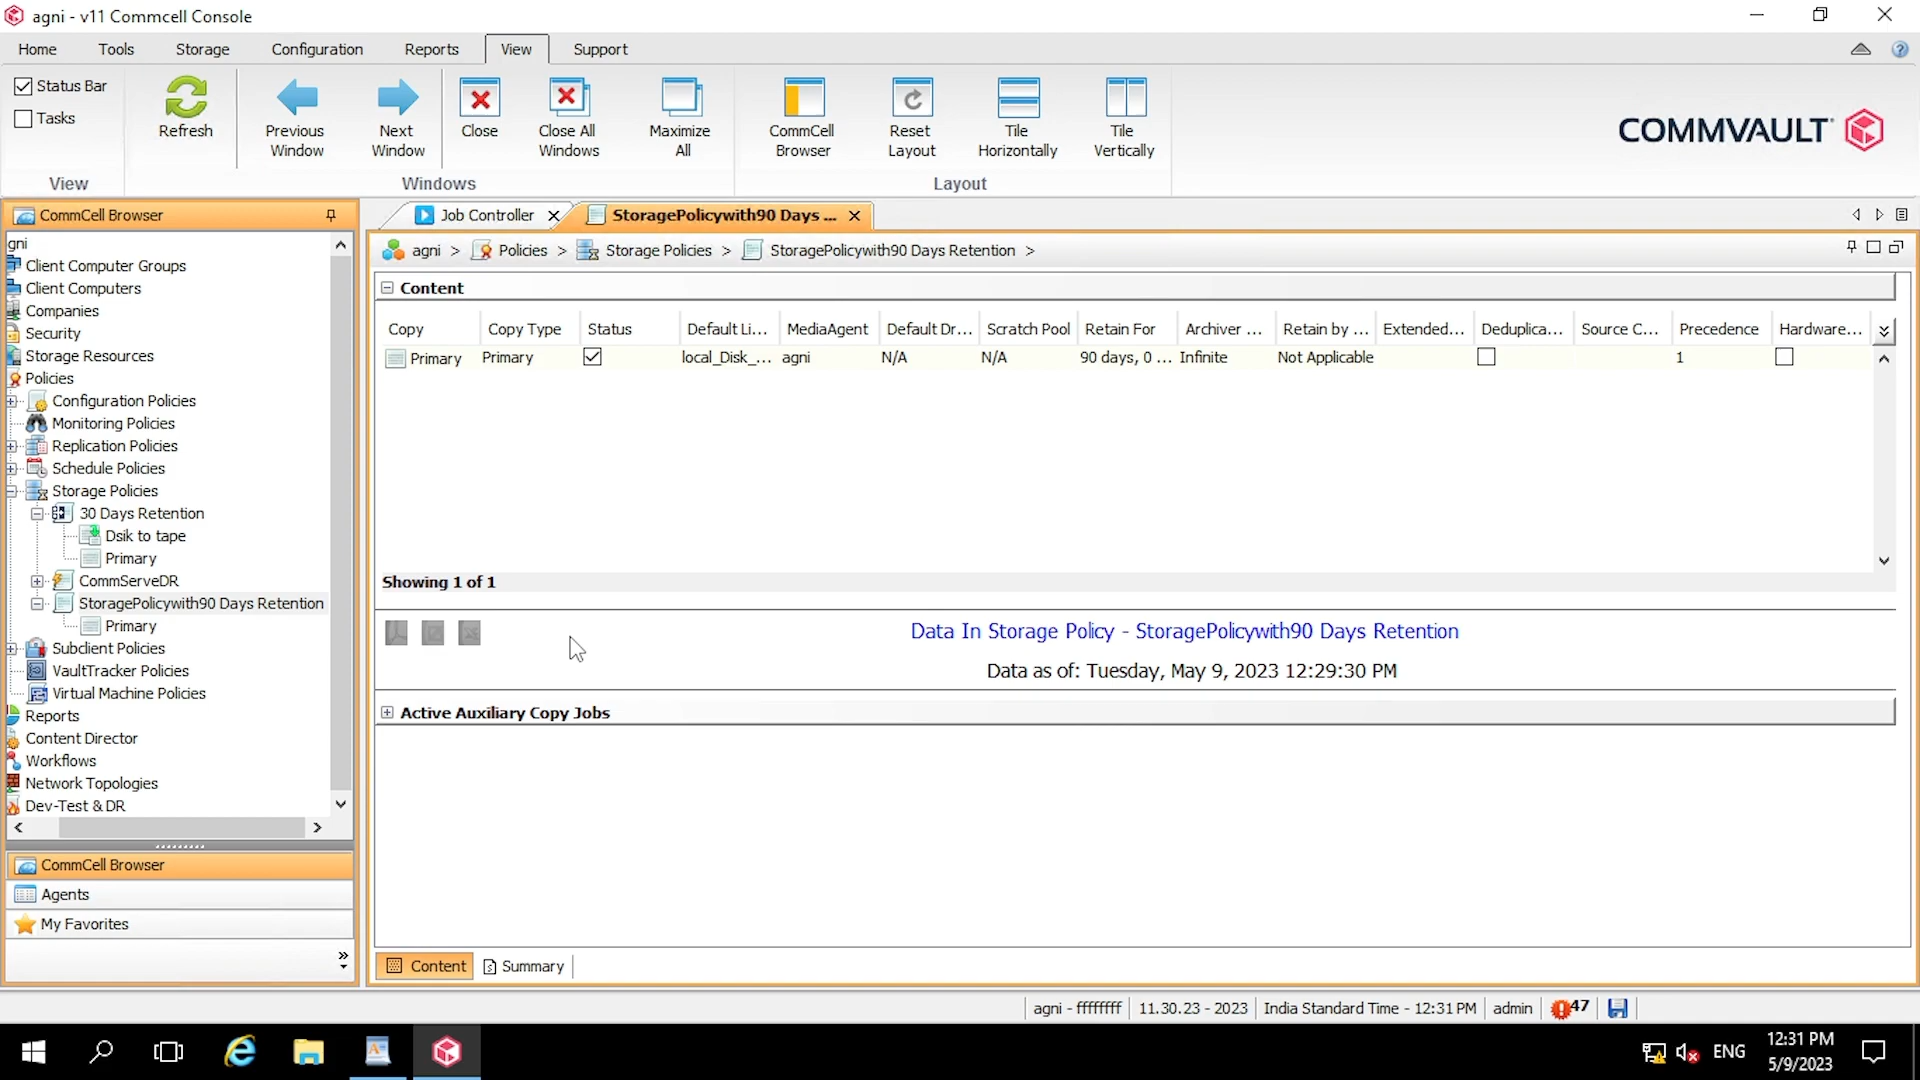 agni - v11 Commcell Console
Home Tools Storage Configuration Reports View Support
Status Bar
Tasks
Refresh
Previous Window
Next Window
Close
Close All Windows
Maximize All
CommCell Browser
Reset Layout
Tile Horizontally
Tile Vertically
View
Windows
Layout
COMMVAULT
CommCell Browser
gni
Client Computer Groups
Client Computers
Companies
Security
Storage Resources
Policies
Configuration Policies
Monitoring Policies
Replication Policies
Schedule Policies
Storage Policies
30 Days Retention
Dsik to tape
Primary
CommServeDR
StoragePolicywith90 Days Retention
Primary
Subclient Policies
VaultTracker Policies
Virtual Machine Policies
Reports
Content Director
Workflows
Network Topologies
Dev-Test & DR
CommCell Browser
Agents
My Favorites
Job Controller
StoragePolicywith90 Days ...
agni > Policies > Storage Policies > StoragePolicywith90 Days Retention >
Content
Copy Copy Type Status Default Li... MediaAgent Default Dr... Scratch Pool Retain For Archiver ... Retain by ... Extended... Deduplica... Source C... Precedence Hardware...
Primary Primary local_Disk_... agni N/A N/A 90 days, 0 ... Infinite Not Applicable 1
Showing 1 of 1
Data In Storage Policy - StoragePolicywith90 Days Retention
Data as of: Tuesday, May 9, 2023 12:29:30 PM
Active Auxiliary Copy Jobs
Content Summary
agni - ffffffff 11.30.23 - 2023 India Standard Time - 12:31 PM admin 47
ENG
12:31 PM
5/9/2023